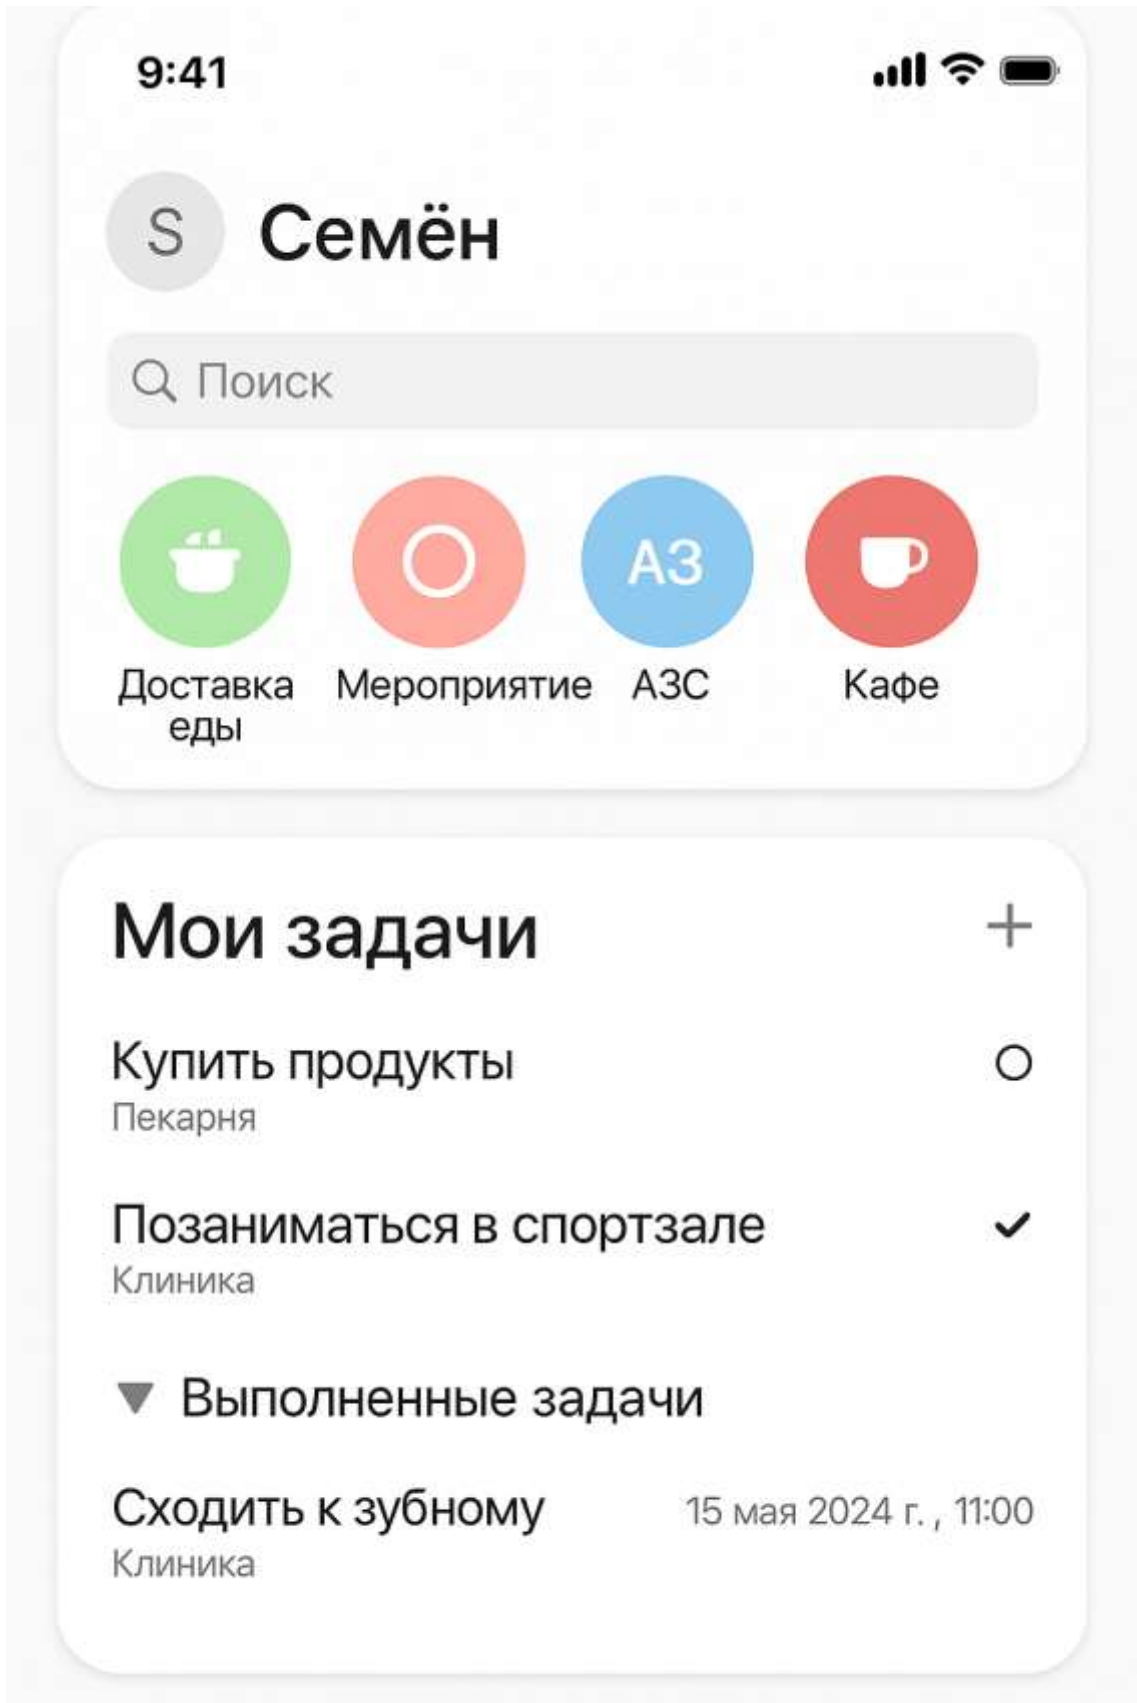 9:41
S Семён
Поиск
АЗ
Доставка еды
Мероприятие
АЗС
Кафе
Мои задачи
Купить продукты
Пекарня
Позаниматься в спортзале
Клиника
Выполненные задачи
Сходить к зубному 15 мая 2024 г. , 11:00
Клиника